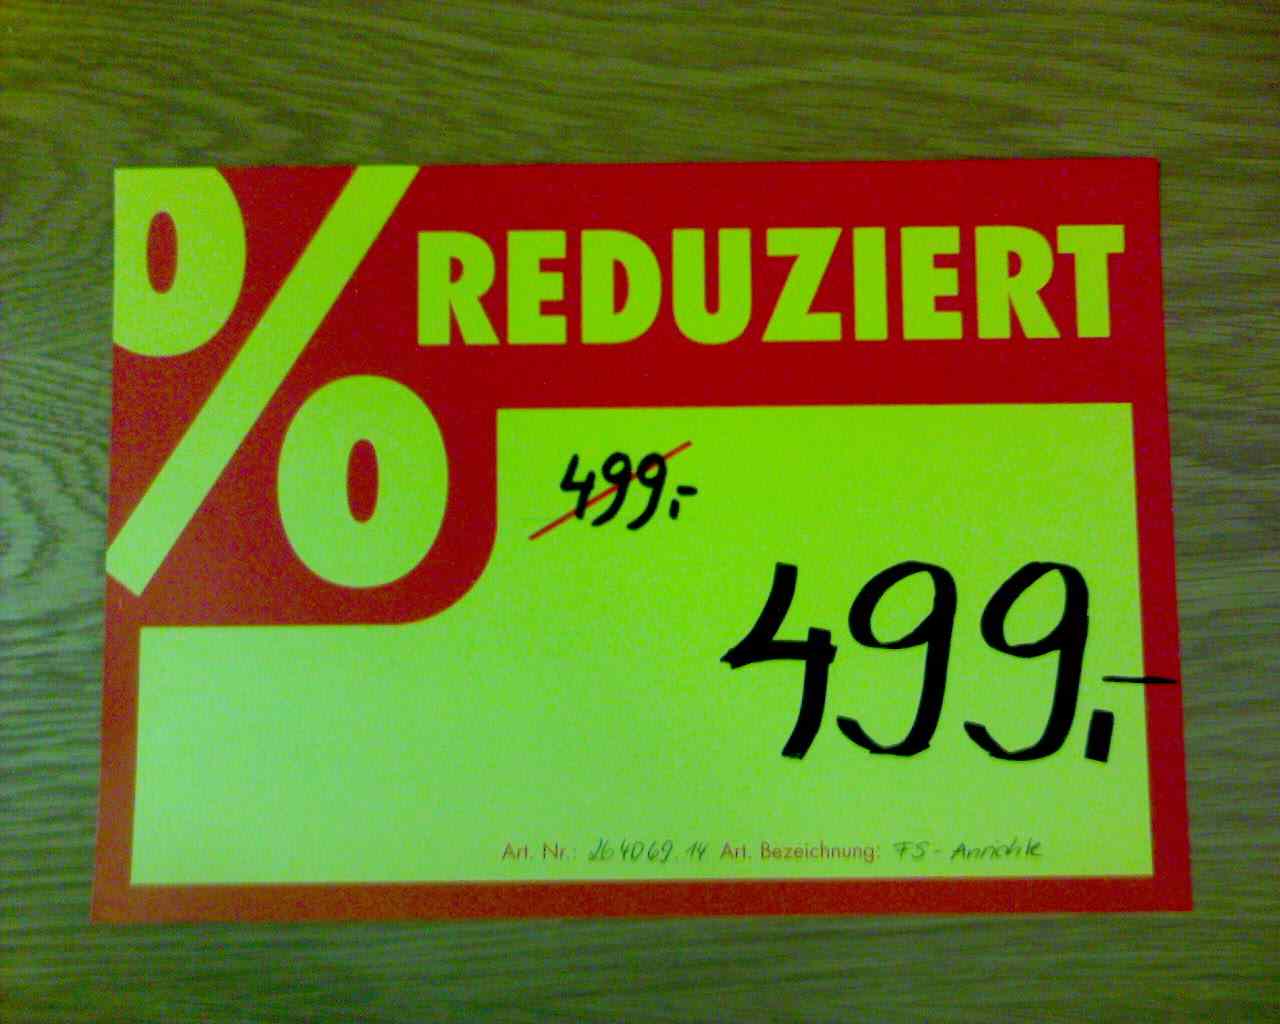 % REDUZIERT
499.-
499.-
Art. Nr.: 264069.14 Art. Bezeichnung: FS - Anrichte